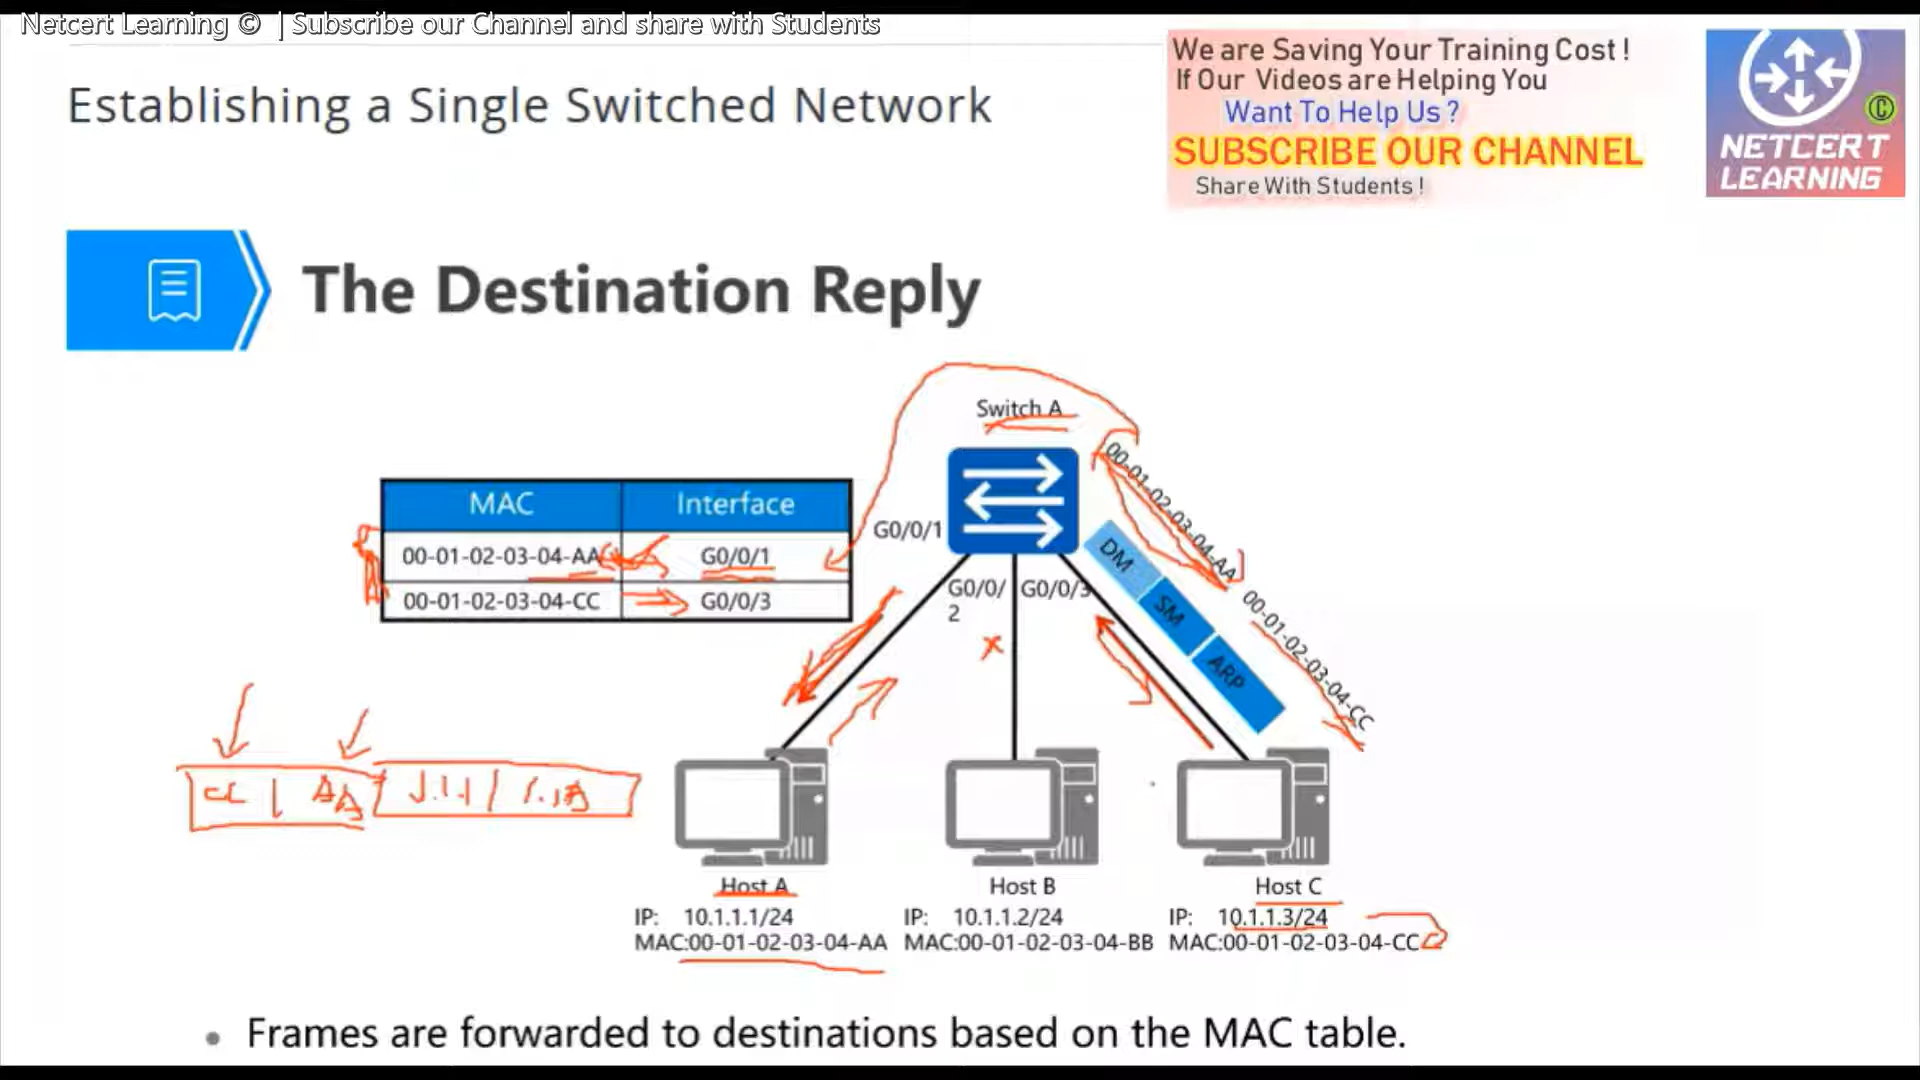 Netcert Learning © | Subscribe our Channel and share with Students
We are Saving Your Training Cost !
If Our Videos are Helping You
Want To Help Us ?
SUBSCRIBE OUR CHANNEL
Share With Students !
©
NETCERT
LEARNING
Establishing a Single Switched Network
The Destination Reply
Switch A
MAC Interface
00-01-02-03-04-AA G0/0/1
00-01-02-03-04-CC G0/0/3
G0/0/1
G0/0/
2
G0/0/3
00-01-02-03-04-AA
00-01-02-03-04-CC
DM
SM
ARP
CC | AA
Host A
IP: 10.1.1.1/24
MAC:00-01-02-03-04-AA
Host B
IP: 10.1.1.2/24
MAC:00-01-02-03-04-BB
Host C
IP: 10.1.1.3/24
MAC:00-01-02-03-04-CC
Frames are forwarded to destinations based on the MAC table.